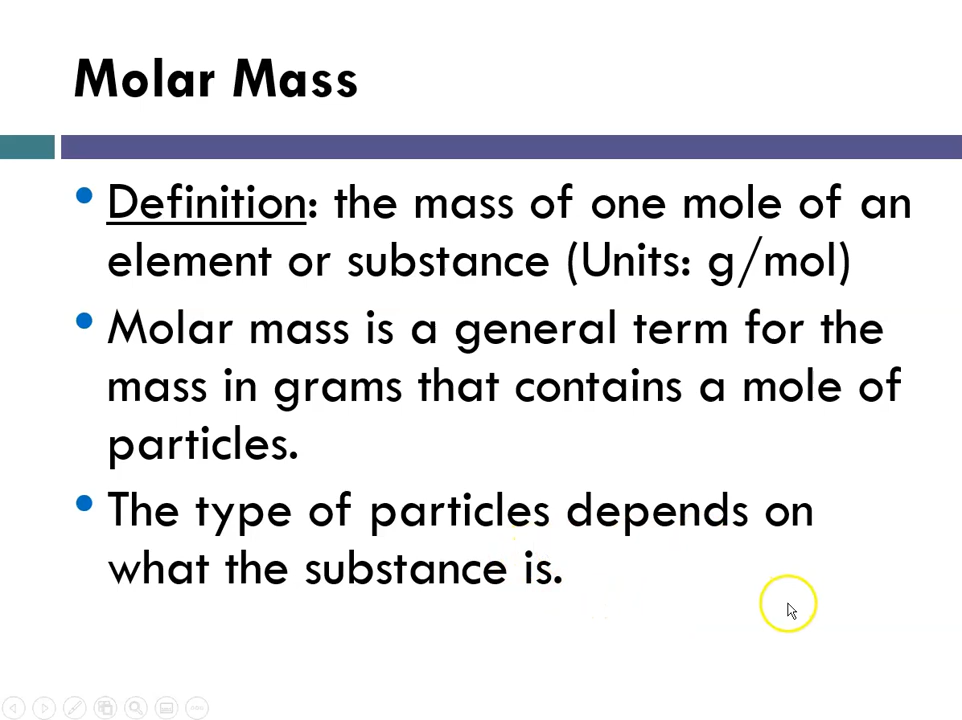 Molar Mass
• Definition: the mass of one mole of an
element or substance (Units: g/mol)
• Molar mass is a general term for the
mass in grams that contains a mole of
particles.
• The type of particles depends on
what the substance is.